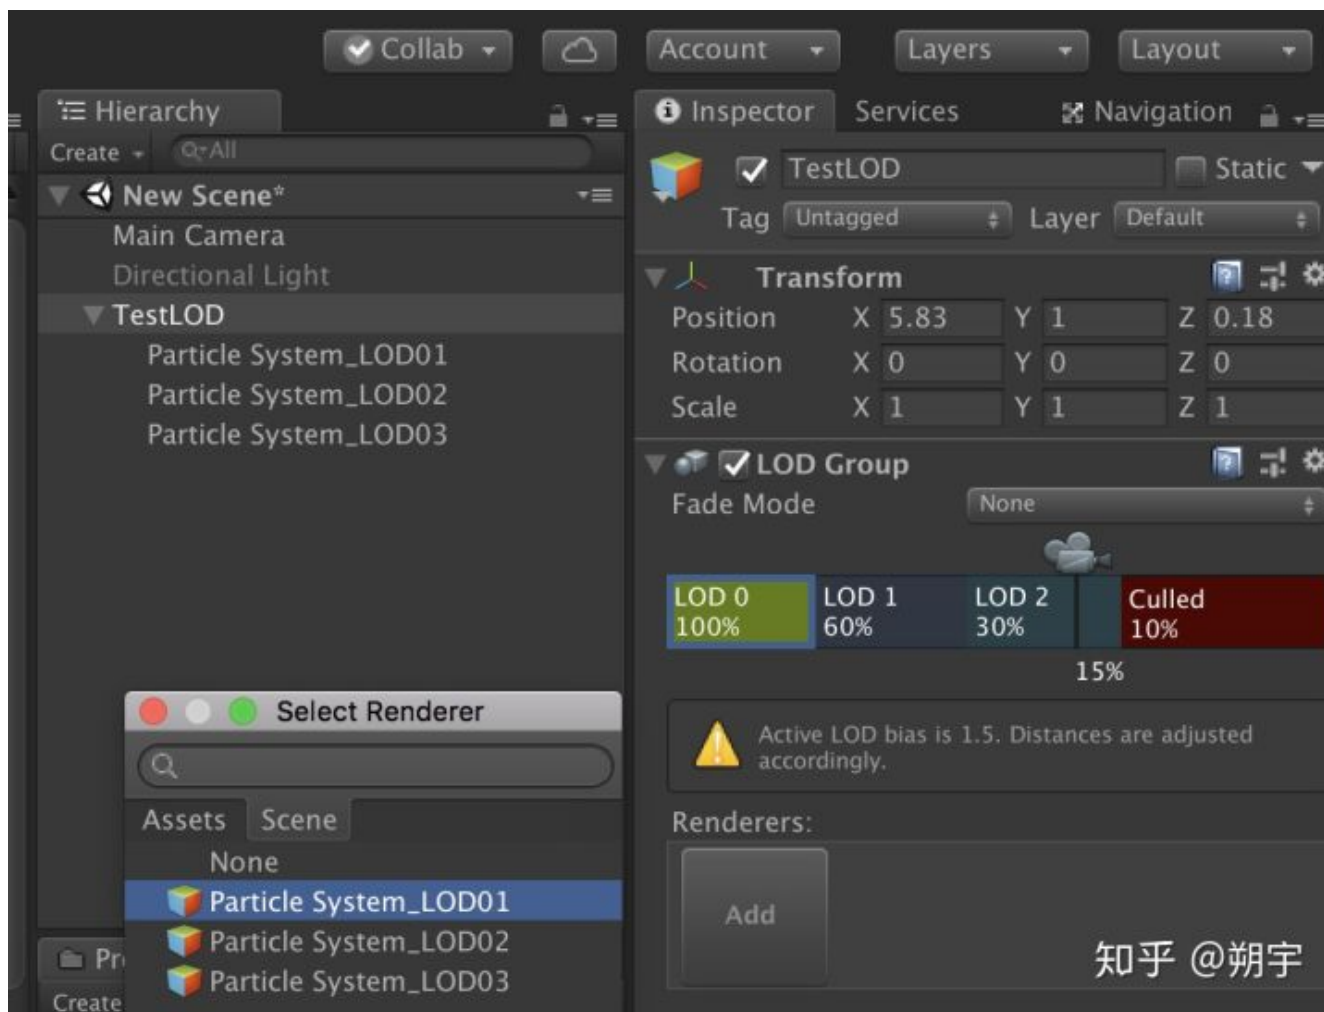 Collab
Account
Layers
Layout
Hierarchy
Create
All
New Scene*
Main Camera
Directional Light
TestLOD
Particle System_LOD01
Particle System_LOD02
Particle System_LOD03
Inspector Services Navigation
TestLOD Static
Tag Untagged Layer Default
Transform
Position X 5.83 Y 1 Z 0.18
Rotation X 0 Y 0 Z 0
Scale X 1 Y 1 Z 1
LOD Group
Fade Mode None
LOD 0 LOD 1 LOD 2 Culled
100% 60% 30% 10%
15%
Active LOD bias is 1.5. Distances are adjusted
accordingly.
Renderers:
Add
Select Renderer
Assets Scene
None
Particle System_LOD01
Particle System_LOD02
Particle System_LOD03
Create
知乎 @朔宇